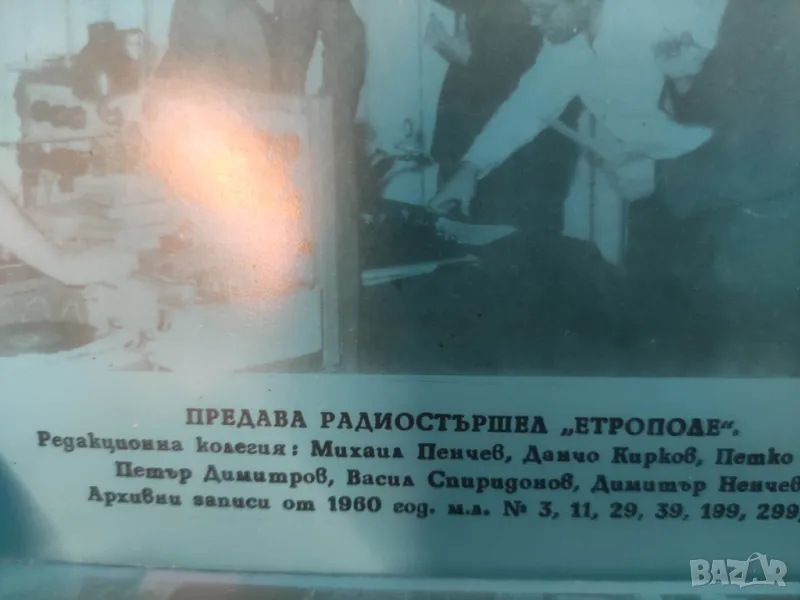 ПРЕДАВА РАДИОСТЪРШЕЛ „ЕТРОПОЛЕ“.
Редакционна колегия: Михаил Пенчев, Данчо Кирков, Петко
Петър Димитров, Васил Спиридонов, Димитър Ненчев
Архивни записи от 1960 год. м.л. № 3, 11, 29, 39, 199, 299,
BAZAR